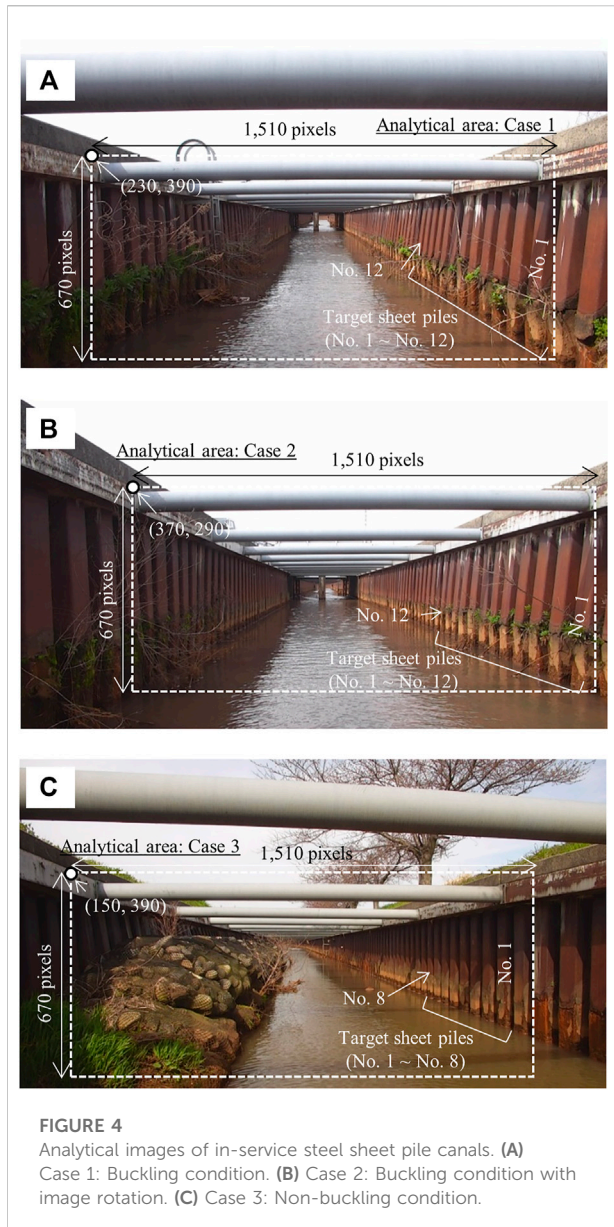 A
1,510 pixels
Analytical area: Case 1
(230, 390)
670 pixels
No. 12
No. 1
Target sheet piles
(No. 1 ~ No. 12)
B
Analytical area: Case 2
1,510 pixels
(370, 290)
670 pixels
No. 12
No. 1
Target sheet piles
(No. 1 ~ No. 12)
C
Analytical area: Case 3
1,510 pixels
(150, 390)
670 pixels
No. 8
No. 1
Target sheet piles
(No. 1 ~ No. 8)
FIGURE 4
Analytical images of in-service steel sheet pile canals. (A)
Case 1: Buckling condition. (B) Case 2: Buckling condition with
image rotation. (C) Case 3: Non-buckling condition.